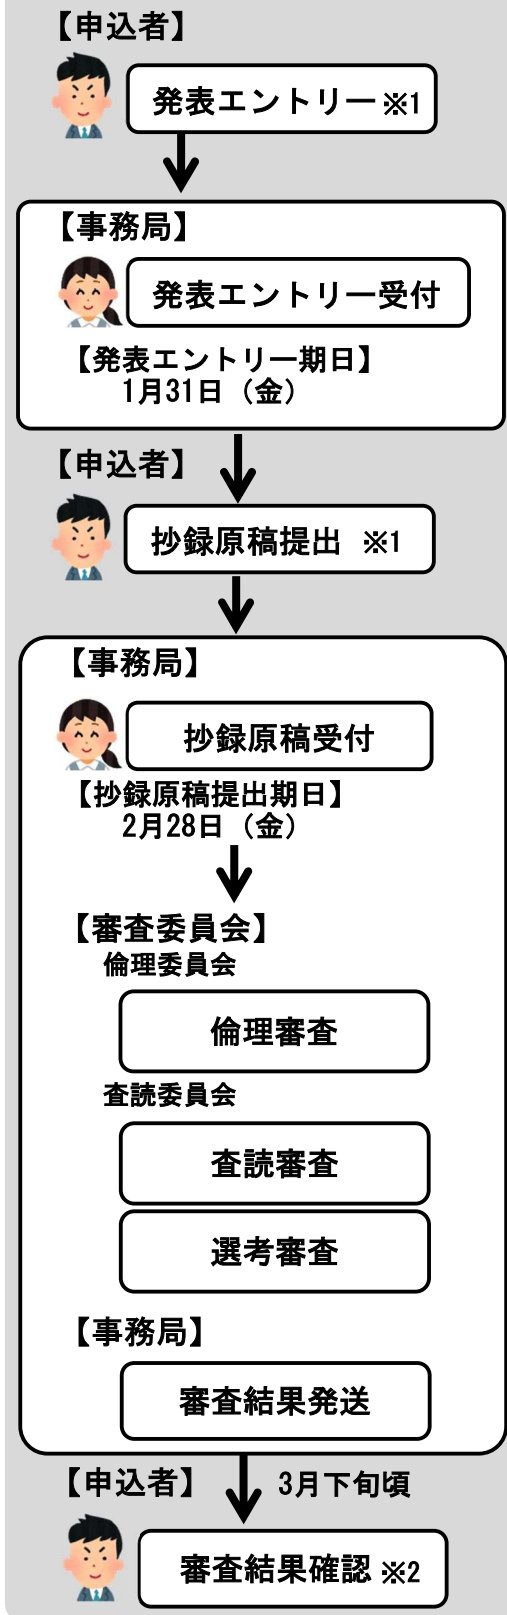 【申込者】
発表エントリー※1
【事務局】
発表エントリー受付
【発表エントリー期日】
1月31日（金）
【申込者】
抄録原稿提出 ※1
【事務局】
抄録原稿受付
【抄録原稿提出期日】
2月28日（金）
【審査委員会】
倫理委員会
倫理審査
査読委員会
査読審査
選考審査
【事務局】
審査結果発送
【申込者】 3月下旬頃
審査結果確認※2